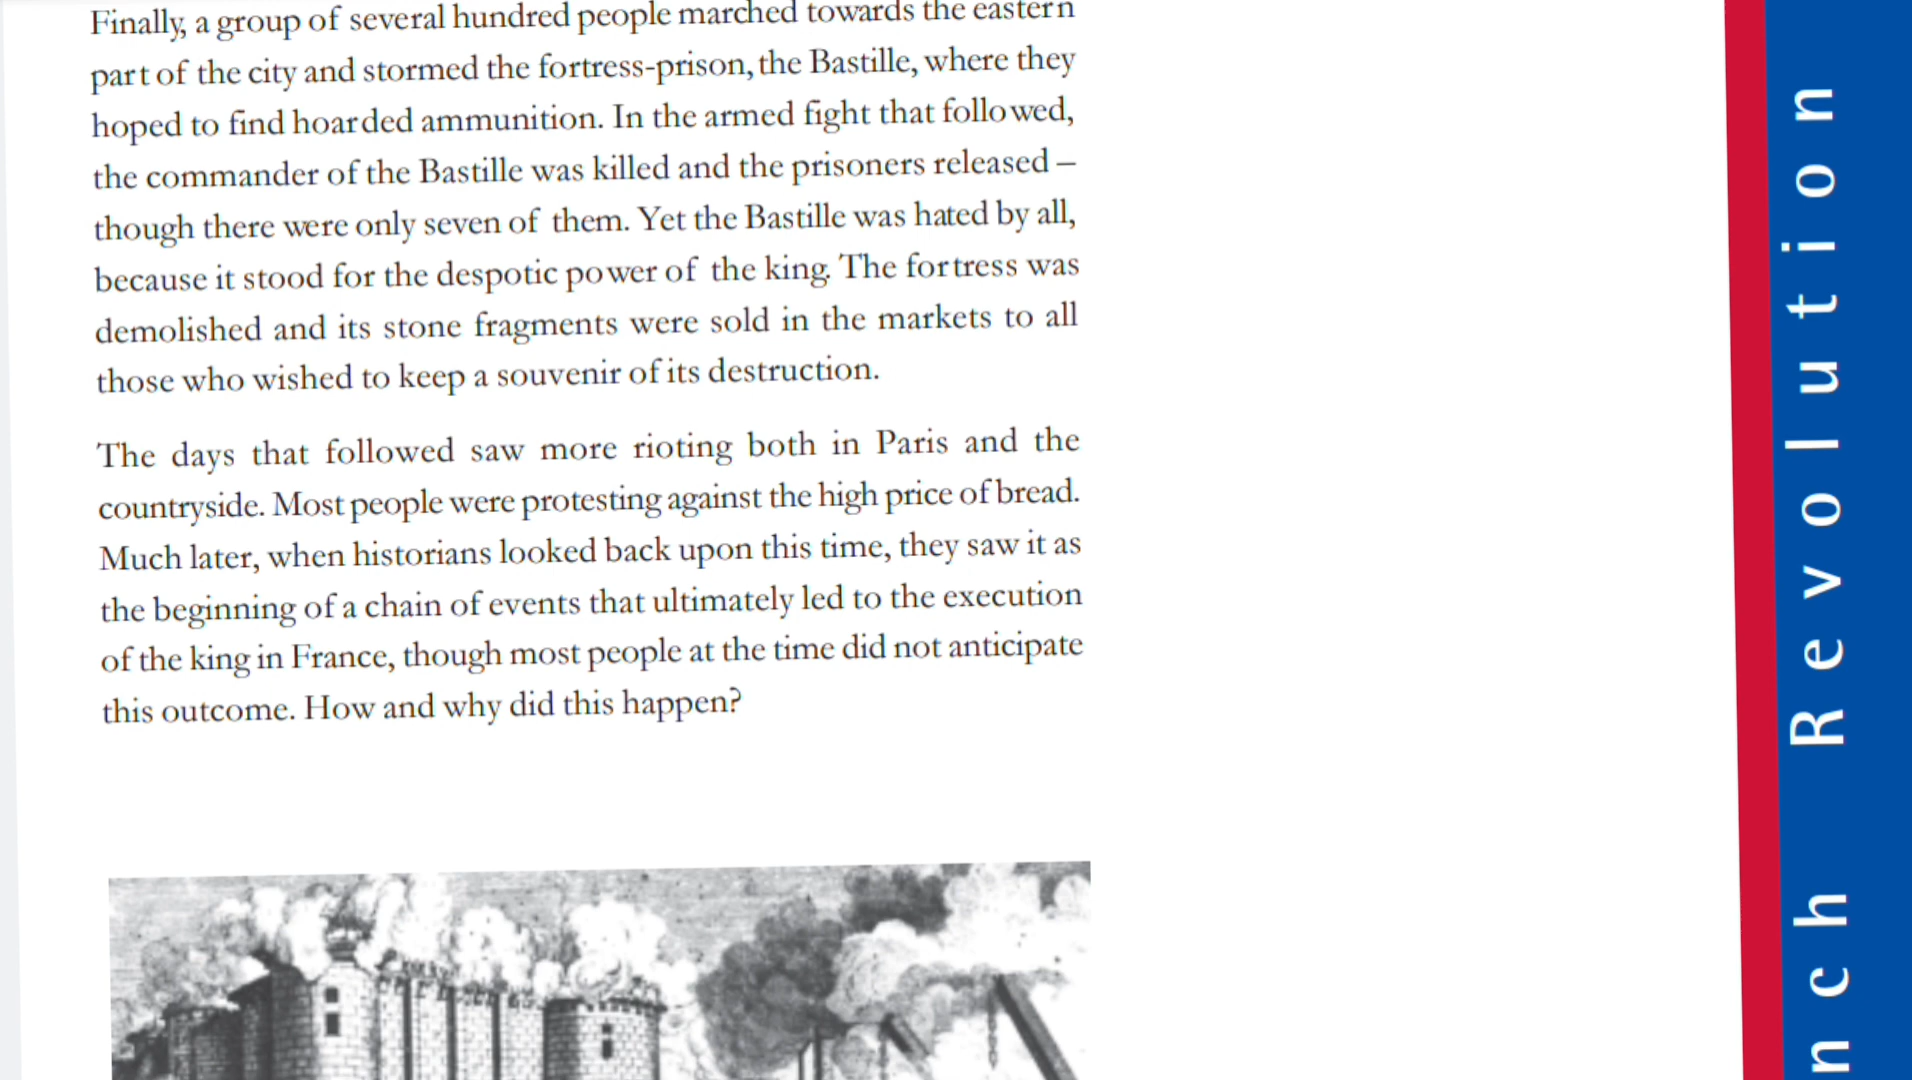 Finally, a group of several hundred people marched towards the eastern
part of the city and stormed the fortress-prison, the Bastille, where they
hoped to find hoarded ammunition. In the armed fight that followed,
the commander of the Bastille was killed and the prisoners released –
though there were only seven of them. Yet the Bastille was hated by all,
because it stood for the despotic power of the king. The fortress was
demolished and its stone fragments were sold in the markets to all
those who wished to keep a souvenir of its destruction.
The days that followed saw more rioting both in Paris and the
countryside. Most people were protesting against the high price of bread.
Much later, when historians looked back upon this time, they saw it as
the beginning of a chain of events that ultimately led to the execution
of the king in France, though most people at the time did not anticipate
this outcome. How and why did this happen?
nch Revolution